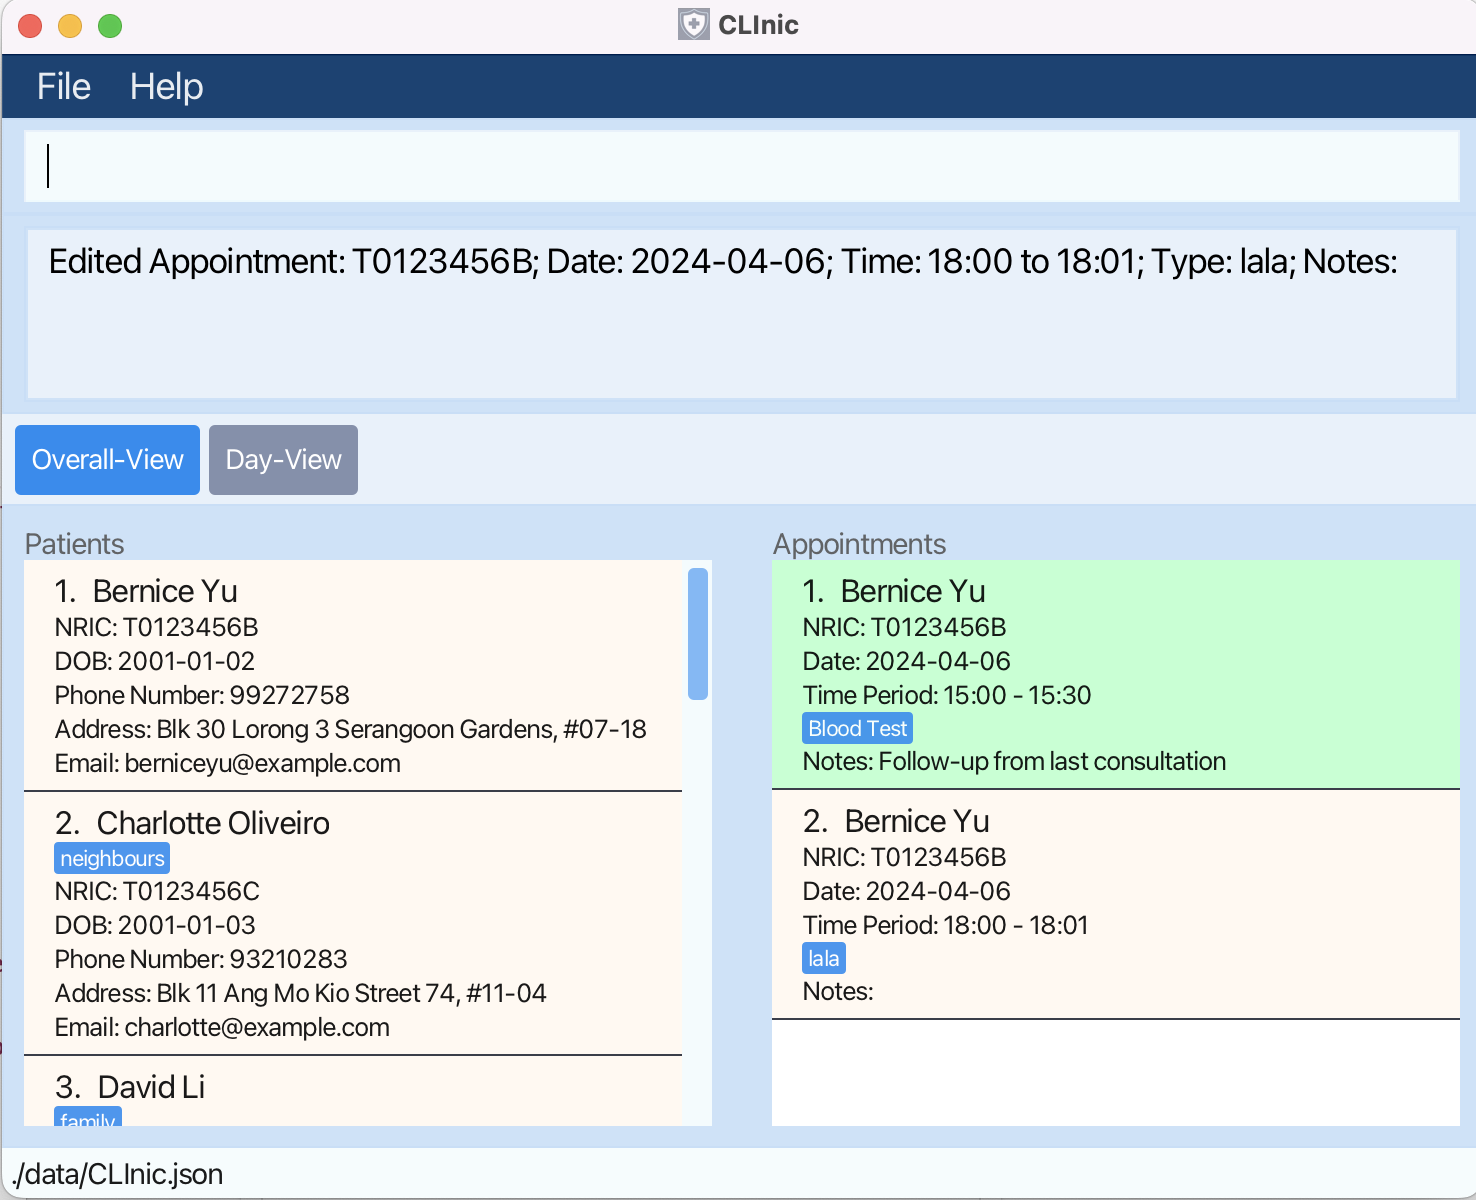 CLInic
File Help
Edited Appointment: T0123456B; Date: 2024-04-06; Time: 18:00 to 18:01; Type: lala; Notes:
Overall-View Day-View
Patients
1. Bernice Yu
NRIC: T0123456B
DOB: 2001-01-02
Phone Number: 99272758
Address: Blk 30 Lorong 3 Serangoon Gardens, #07-18
Email: berniceyu@example.com
2. Charlotte Oliveiro
neighbours
NRIC: T0123456C
DOB: 2001-01-03
Phone Number: 93210283
Address: Blk 11 Ang Mo Kio Street 74, #11-04
Email: charlotte@example.com
3. David Li
family
Appointments
1. Bernice Yu
NRIC: T0123456B
Date: 2024-04-06
Time Period: 15:00 - 15:30
Blood Test
Notes: Follow-up from last consultation
2. Bernice Yu
NRIC: T0123456B
Date: 2024-04-06
Time Period: 18:00 - 18:01
lala
Notes:
./data/CLInic.json